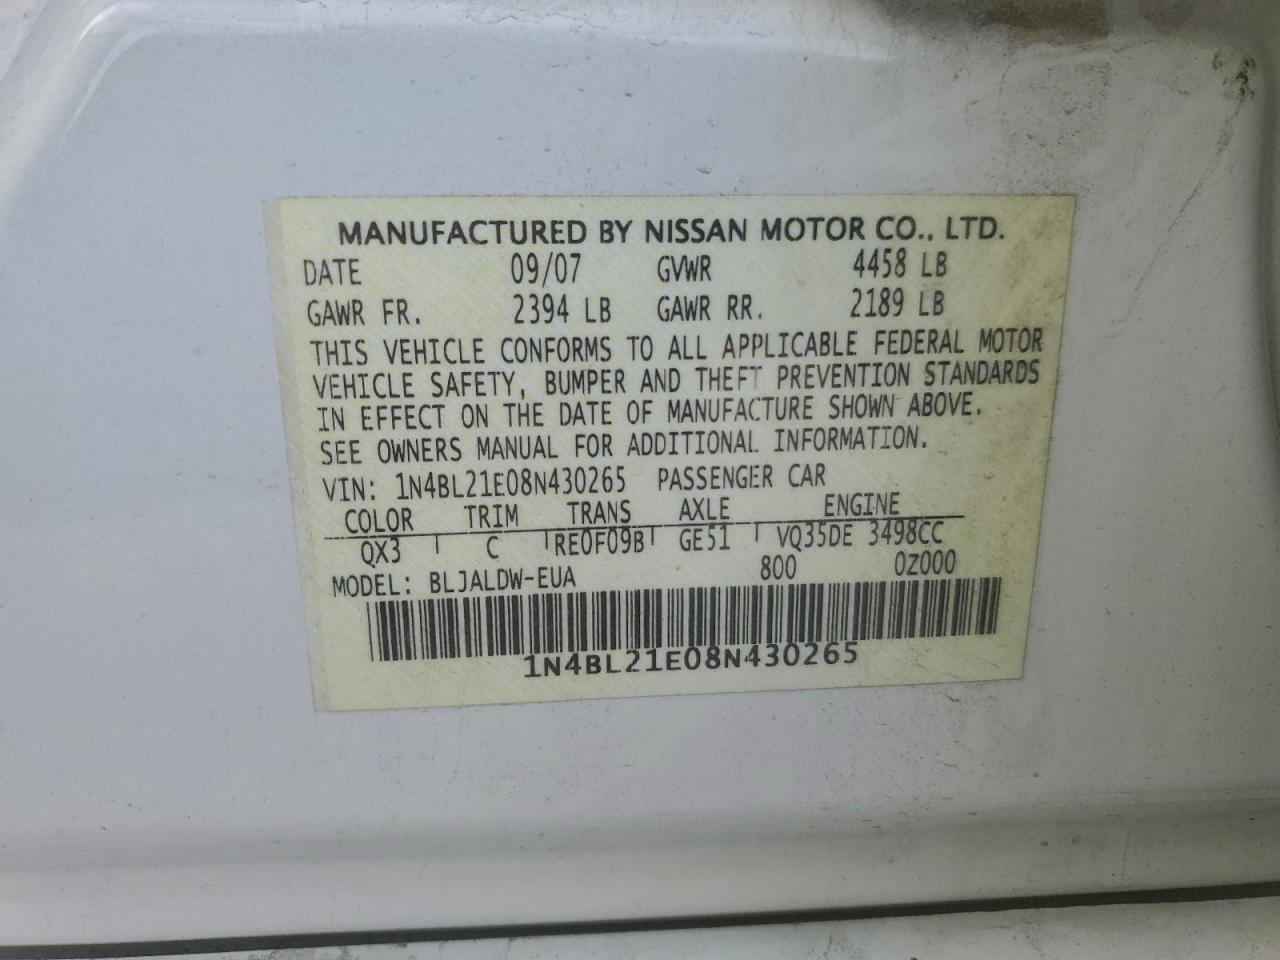 MANUFACTURED BY NISSAN MOTOR CO., LTD.
DATE 09/07 GVWR 4458 LB
GAWR FR. 2394 LB GAWR RR. 2189 LB
THIS VEHICLE CONFORMS TO ALL APPLICABLE FEDERAL MOTOR
VEHICLE SAFETY, BUMPER AND THEFT PREVENTION STANDARDS
IN EFFECT ON THE DATE OF MANUFACTURE SHOWN ABOVE.
SEE OWNERS MANUAL FOR ADDITIONAL INFORMATION.
VIN: 1N4BL21E08N430265 PASSENGER CAR
COLOR TRIM TRANS AXLE ENGINE
QX3 C RE0F09B GE51 VQ35DE 3498CC
MODEL: BLJALDW-EUA 800 0Z000
1N4BL21E08N430265